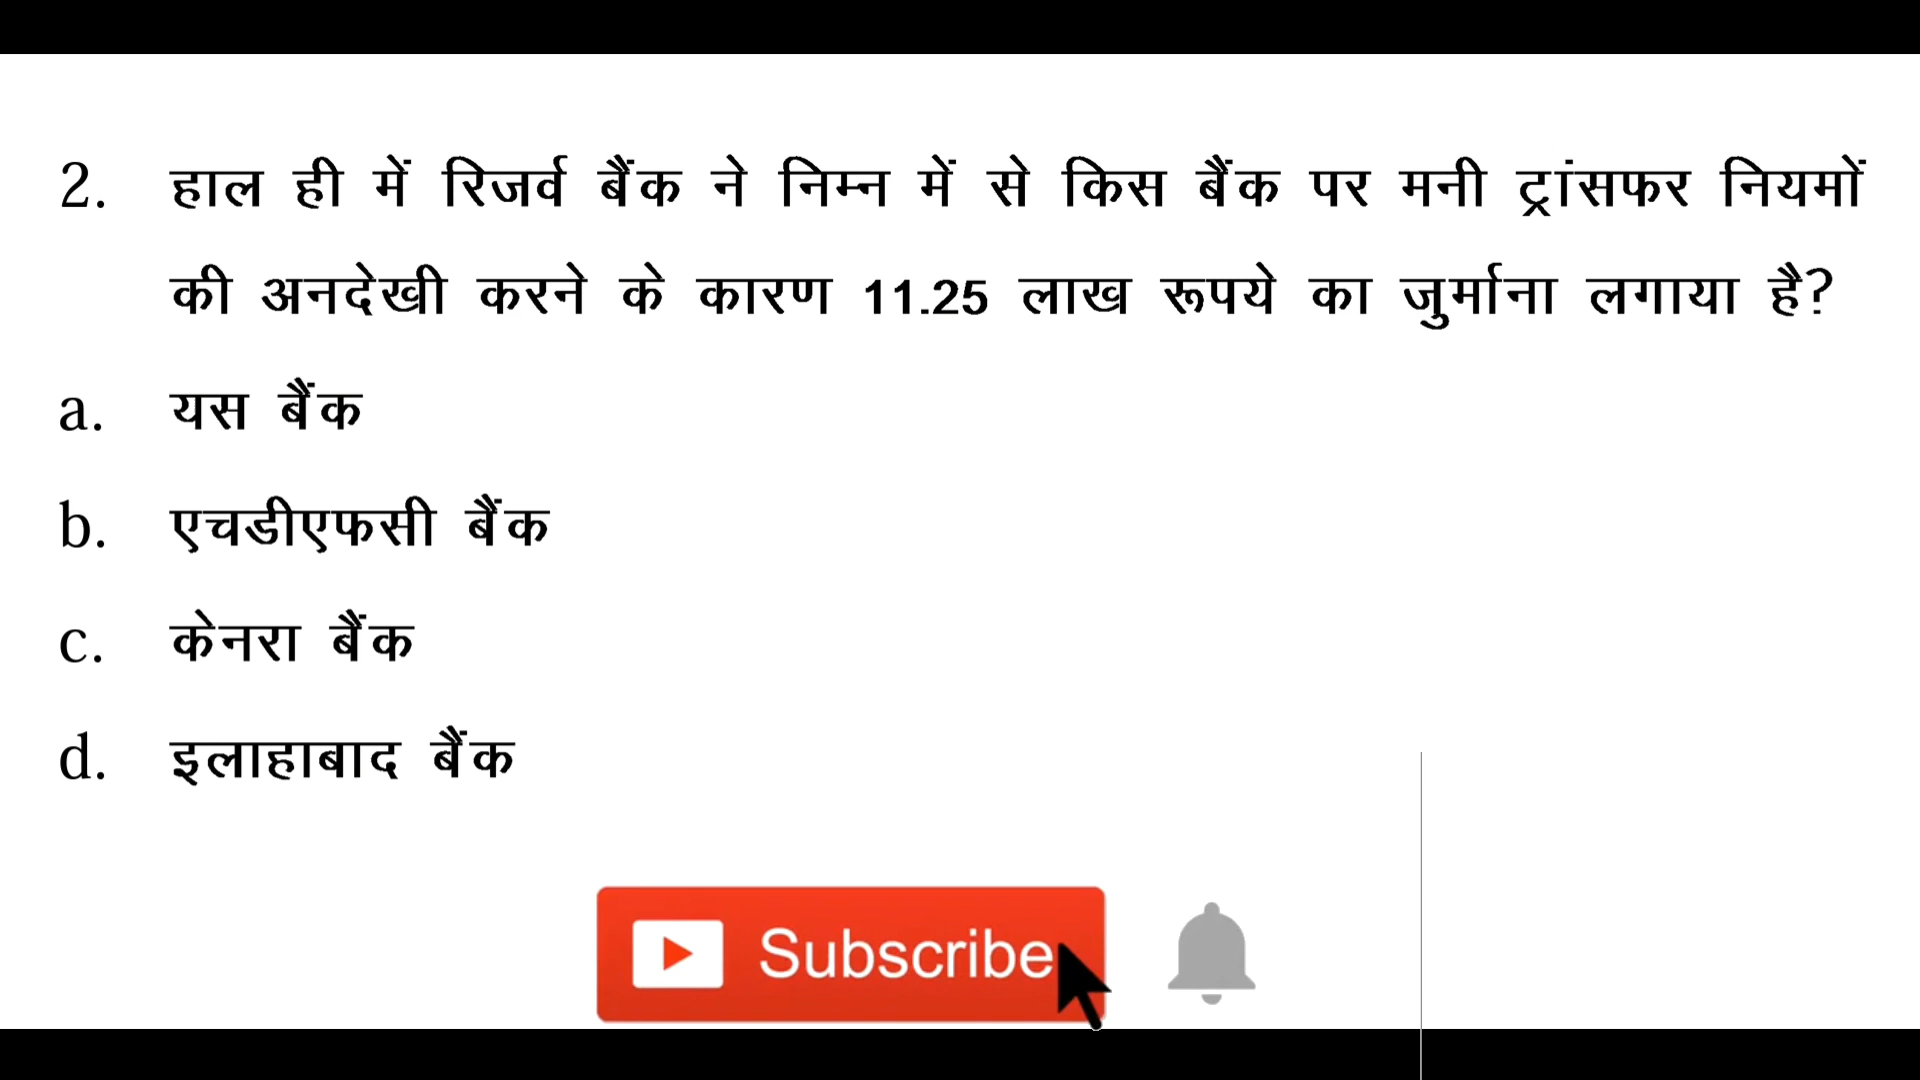 2. हाल ही में रिजर्व बैंक ने निम्न में से किस बैंक पर मनी ट्रांसफर नियमों
की अनदेखी करने के कारण 11.25 लाख रूपये का जुर्माना लगाया है?
a. यस बैंक
b. एचडीएफसी बैंक
c. केनरा बैंक
d. इलाहाबाद बैंक
Subscribe